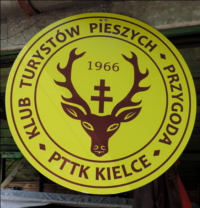 KLUB TURYSTÓW PIESZYCH · PRZYGODA ·
PTTK KIELCE
1966